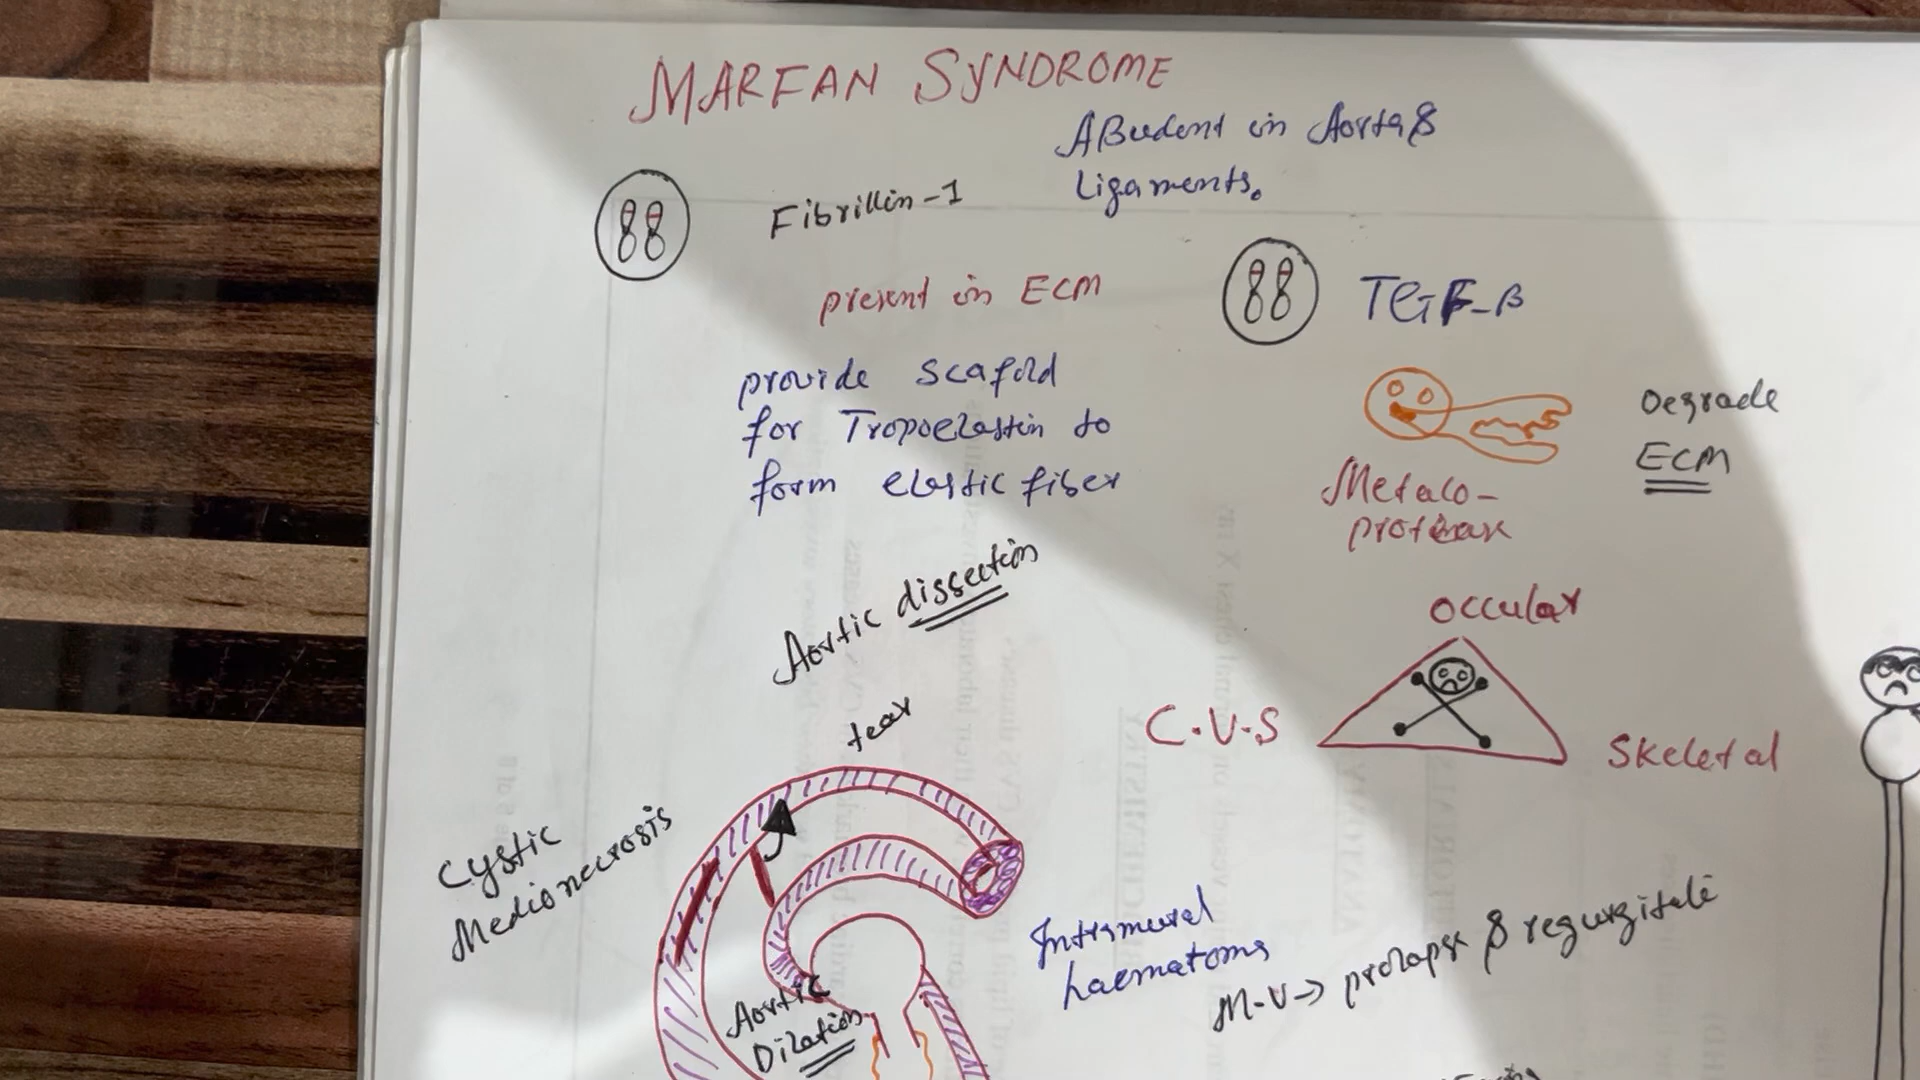 MARFAN SYNDROME
ABudent in Aorta &
Ligaments.
Fibrillin-1
present in ECM
TGF-β
provide scafold
for Tropoelastin to
form elastic fiber
Degrade
ECM
Metalo-
protease
Aortic dissection
Occular
tear
C.V.S
Skeletal
Cystic
Medionecrosis
Intramural
haematoma
M.V→ prolapse & regurgitate
Aortic
Dilation